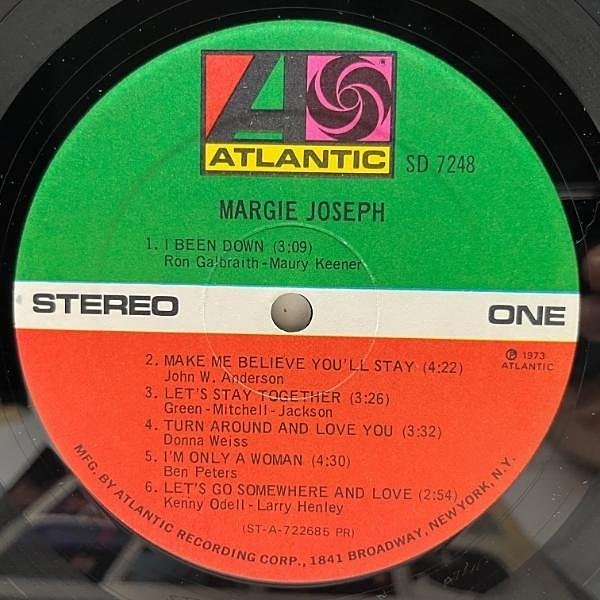 ATLANTIC
SD 7248
MARGIE JOSEPH
1. I BEEN DOWN (3:09)
Ron Galbraith-Maury Keener
STEREO
ONE
℗ 1973
ATLANTIC
2. MAKE ME BELIEVE YOU'LL STAY (4:22)
John W. Anderson
3. LET'S STAY TOGETHER (3:26)
Green-Mitchell-Jackson
4. TURN AROUND AND LOVE YOU (3:32)
Donna Weiss
5. I'M ONLY A WOMAN (4:30)
Ben Peters
6. LET'S GO SOMEWHERE AND LOVE (2:54)
Kenny Odell-Larry Henley
(ST-A-722685 PR)
MFG. BY ATLANTIC RECORDING CORP., 1841 BROADWAY, NEW YORK, N.Y.